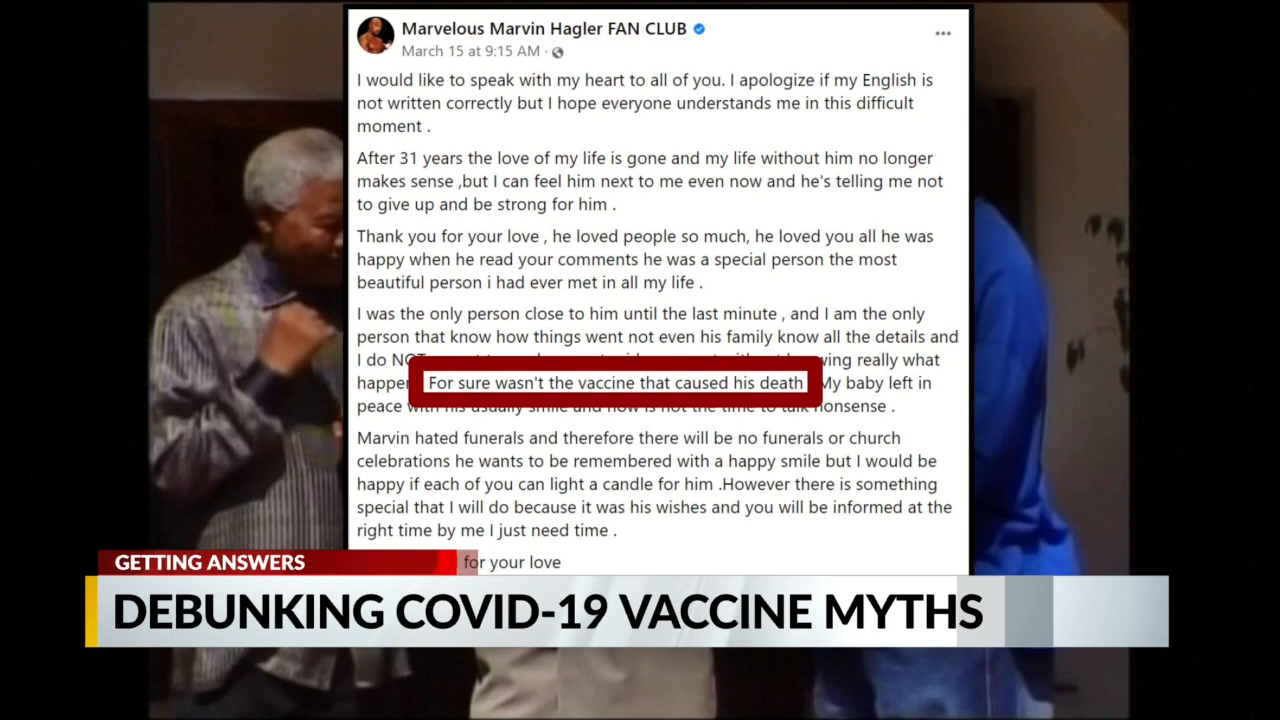 Marvelous Marvin Hagler FAN CLUB
March 15 at 9:15 AM ·
I would like to speak with my heart to all of you. I apologize if my English is
not written correctly but I hope everyone understands me in this difficult
moment .
After 31 years the love of my life is gone and my life without him no longer
makes sense ,but I can feel him next to me even now and he's telling me not
to give up and be strong for him .
Thank you for your love , he loved people so much, he loved you all he was
happy when he read your comments he was a special person the most
beautiful person i had ever met in all my life .
I was the only person close to him until the last minute , and I am the only
person that know how things went not even his family know all the details and
I do really what
For sure wasn't the vaccine that caused his death My baby left in
peace nonsense .
Marvin hated funerals and therefore there will be no funerals or church
celebrations he wants to be remembered with a happy smile but I would be
happy if each of you can light a candle for him .However there is something
special that I will do because it was his wishes and you will be informed at the
right time by me I just need time .
for your love
GETTING ANSWERS
DEBUNKING COVID-19 VACCINE MYTHS